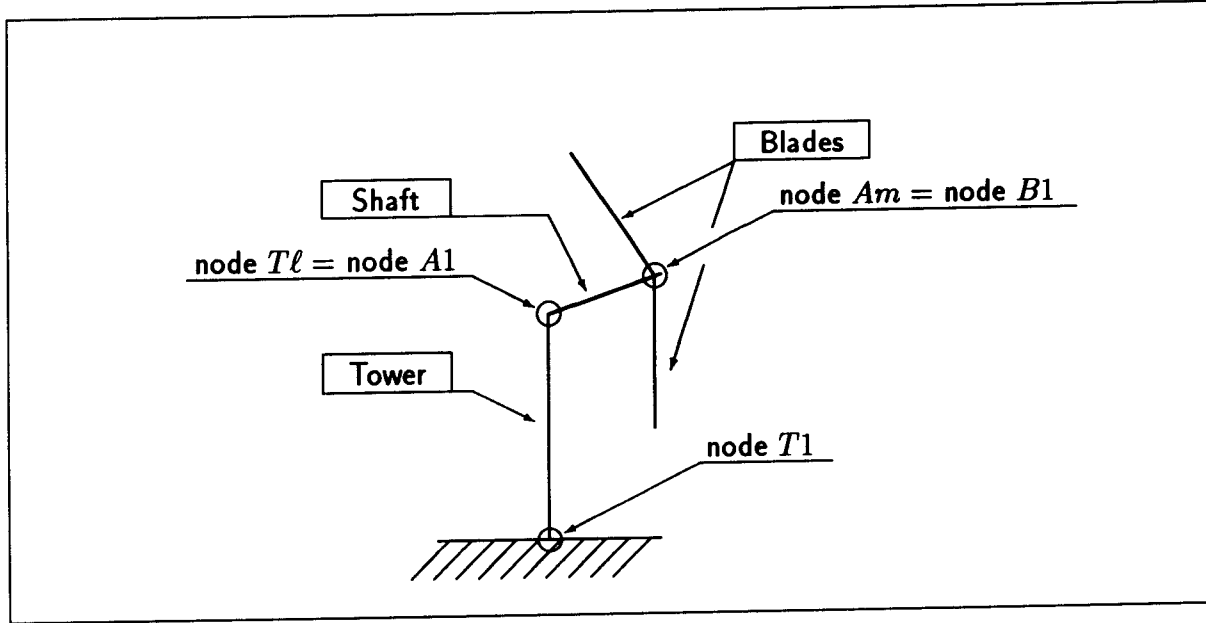 Blades
node Am = node B1
Shaft
node Tℓ = node A1
Tower
node T1